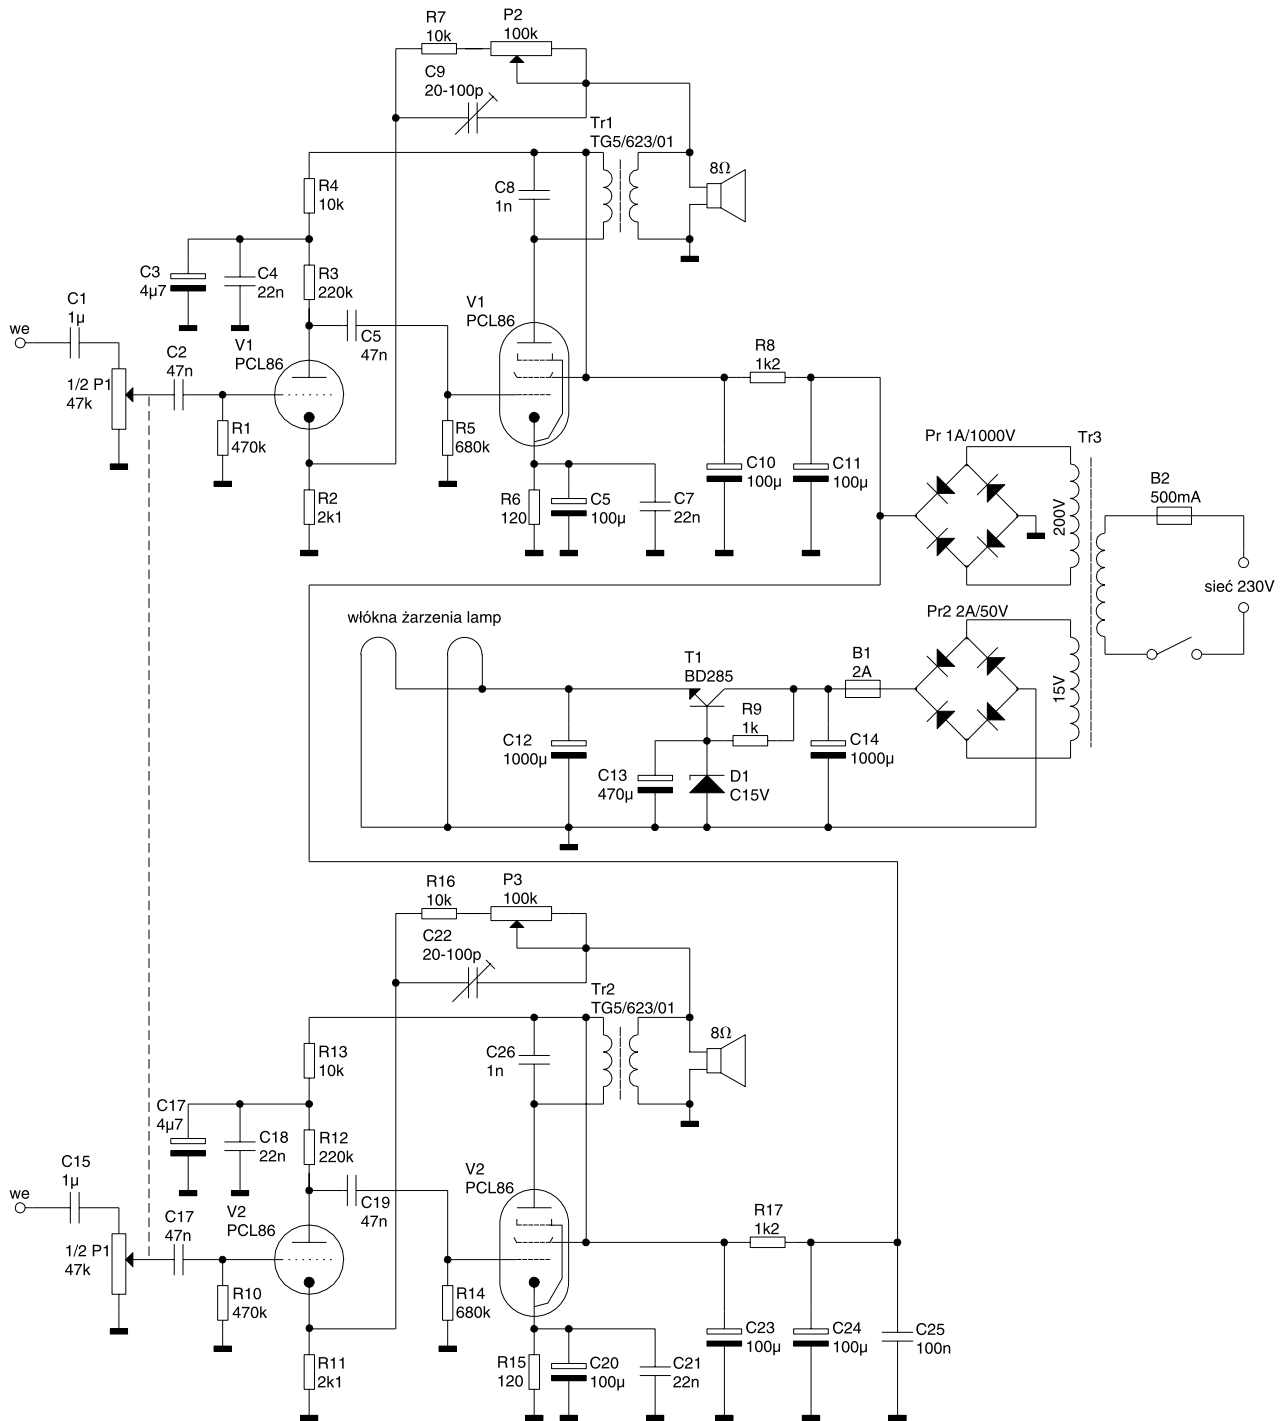 R7
10k
P2
100k
C9
20-100p
Tr1
TG5/623/01
R4
10k
C8
1n
8Ω
C3
4µ7
C4
22n
R3
220k
C1
1µ
we
V1
PCL86
C5
47n
V1
PCL86
C2
47n
R8
1k2
1/2 P1
47k
R1
470k
R5
680k
C10
100µ
C11
100µ
Pr 1A/1000V
Tr3
200V
B2
500mA
R2
2k1
R6
120
C5
100µ
C7
22n
sieć 230V
włókna żarzenia lamp
Pr2 2A/50V
T1
BD285
B1
2A
15V
R9
1k
C12
1000µ
C13
470µ
D1
C15V
C14
1000µ
R16
10k
P3
100k
C22
20-100p
Tr2
TG5/623/01
R13
10k
C26
1n
8Ω
C17
4µ7
C18
22n
R12
220k
C15
1µ
we
V2
PCL86
C19
47n
V2
PCL86
C17
47n
R17
1k2
1/2 P1
47k
R10
470k
R14
680k
C23
100µ
C24
100µ
C25
100n
R11
2k1
R15
120
C20
100µ
C21
22n